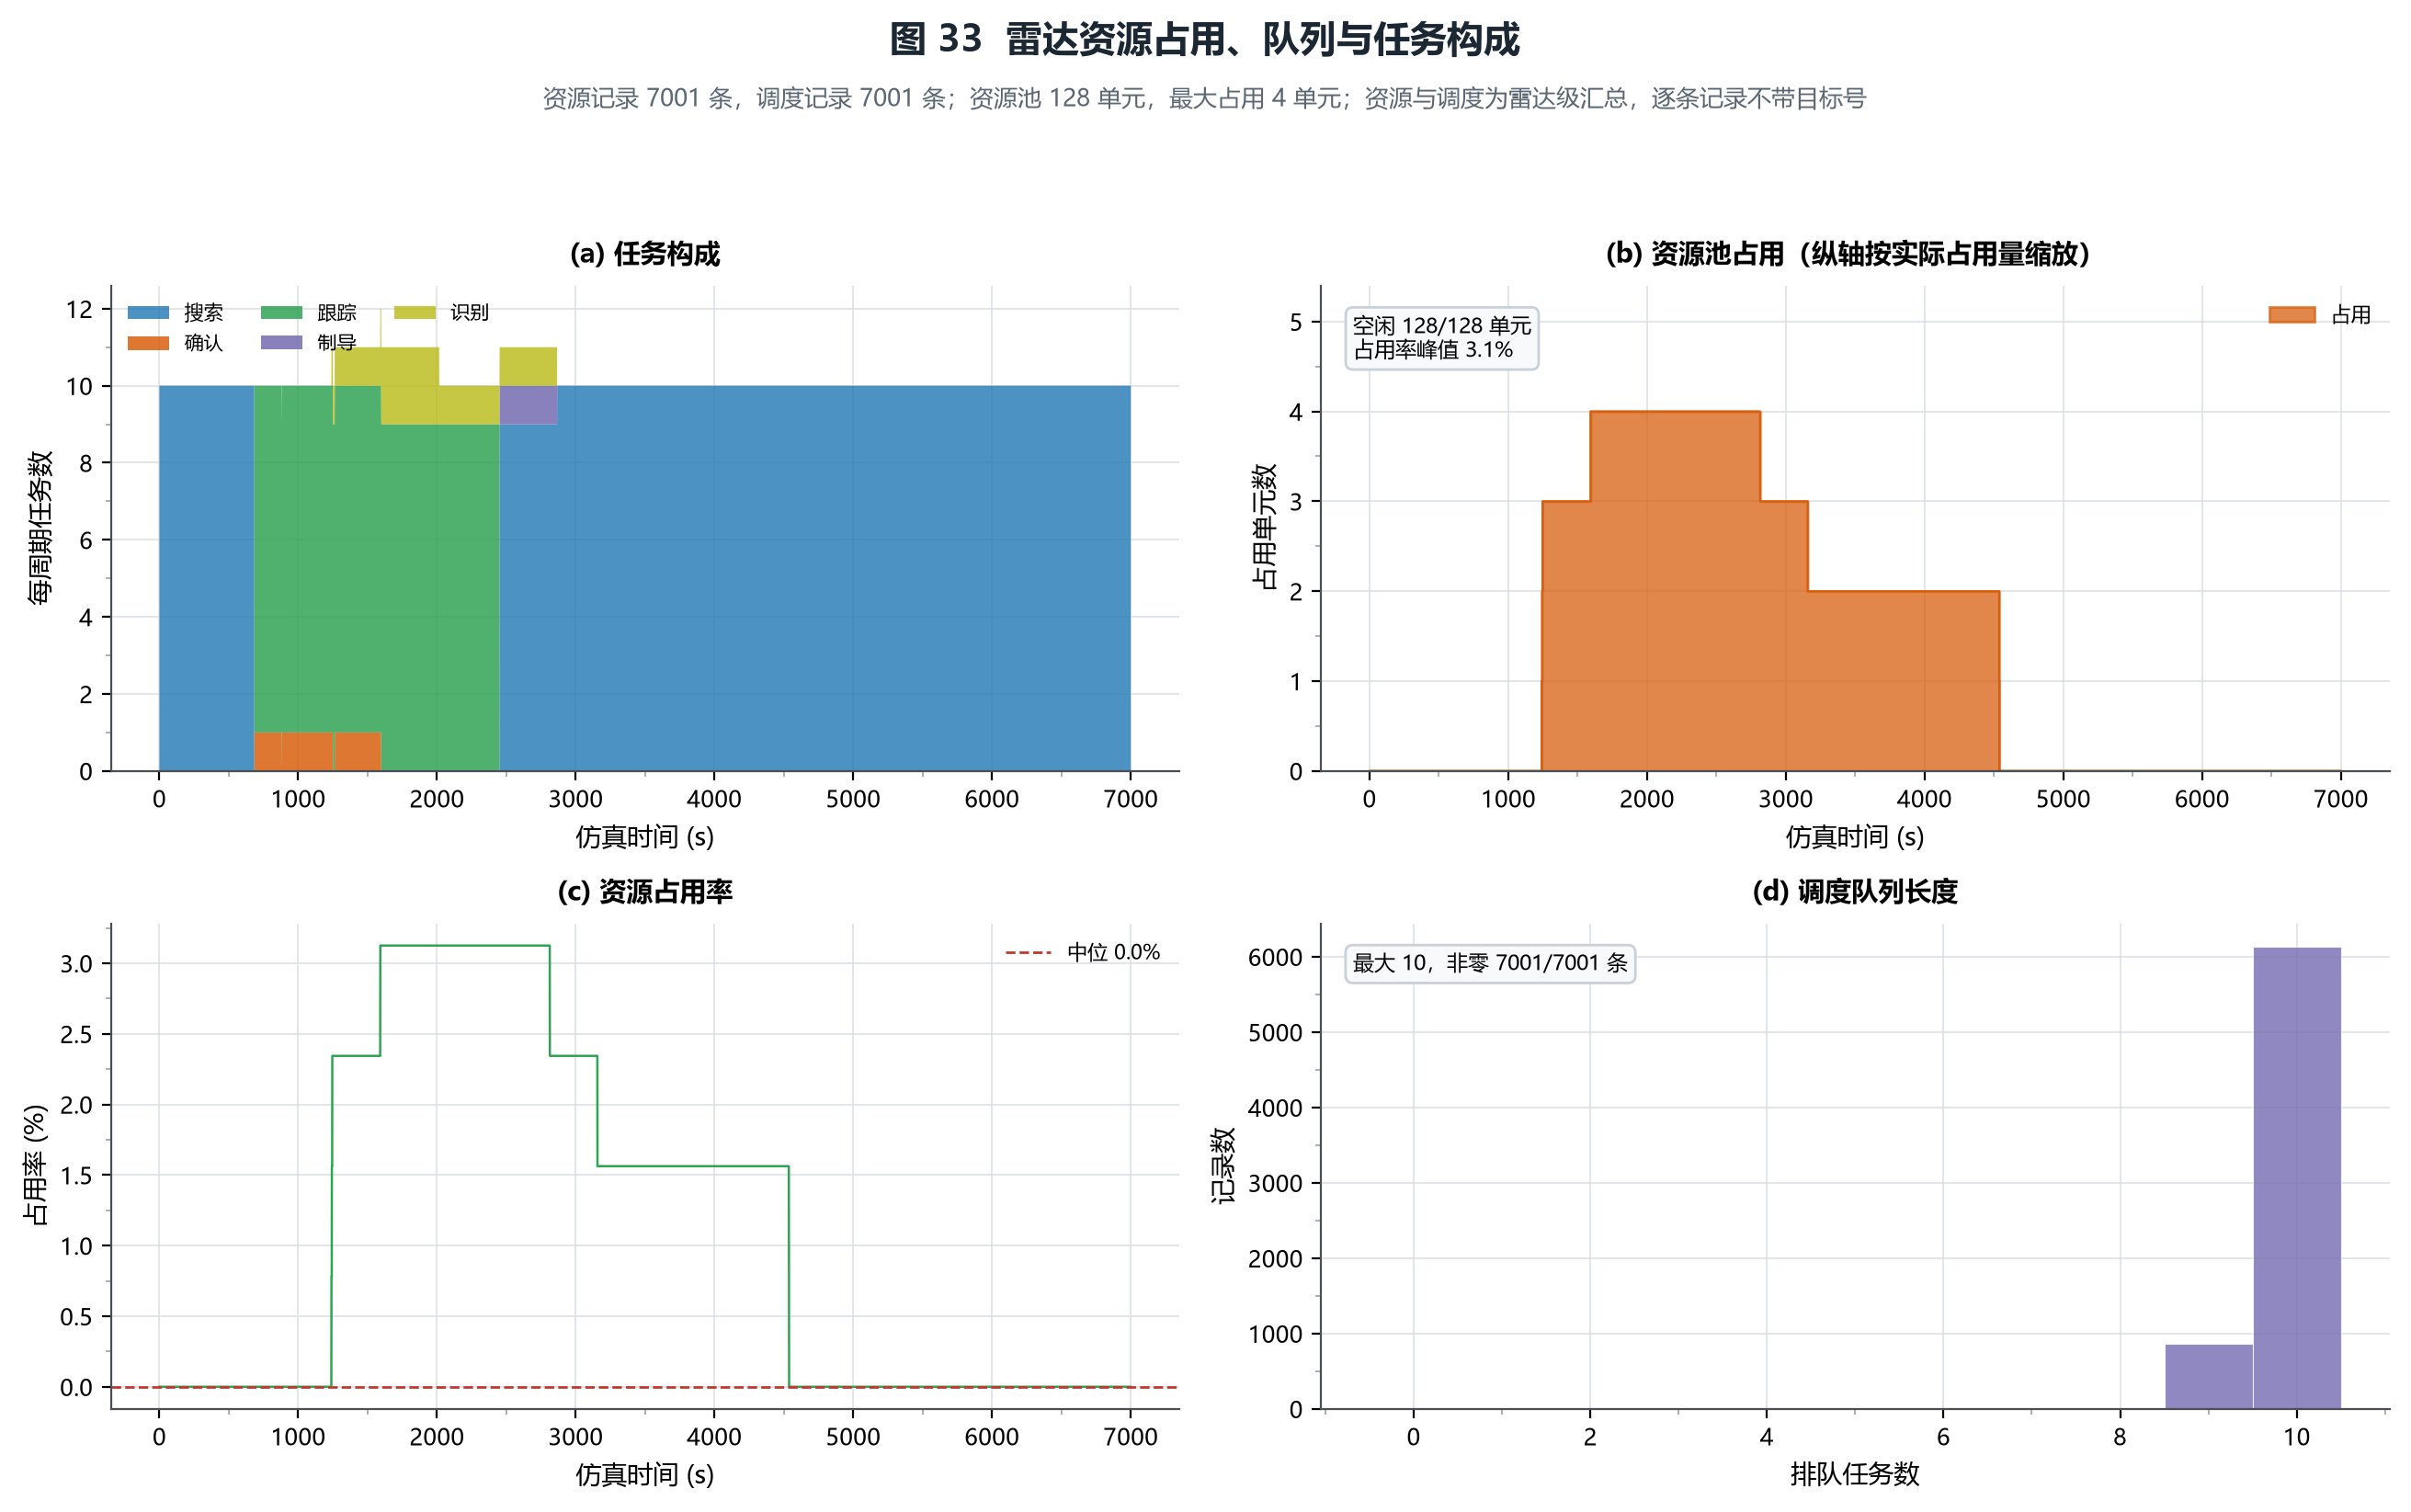 图 33 雷达资源占用、队列与任务构成
资源记录 7001 条，调度记录 7001 条；资源池 128 单元，最大占用 4 单元；资源与调度为雷达级汇总，逐条记录不带目标号
(a) 任务构成
搜索
跟踪
识别
确认
制导
每周期任务数
12
10
8
6
4
2
0
0 1000 2000 3000 4000 5000 6000 7000
仿真时间 (s)
(b) 资源池占用（纵轴按实际占用量缩放）
空闲 128/128 单元
占用率峰值 3.1%
占用
占用单元数
5
4
3
2
1
0
0 1000 2000 3000 4000 5000 6000 7000
仿真时间 (s)
(c) 资源占用率
中位 0.0%
占用率 (%)
3.0
2.5
2.0
1.5
1.0
0.5
0.0
0 1000 2000 3000 4000 5000 6000 7000
仿真时间 (s)
(d) 调度队列长度
最大 10，非零 7001/7001 条
记录数
6000
5000
4000
3000
2000
1000
0
0 2 4 6 8 10
排队任务数